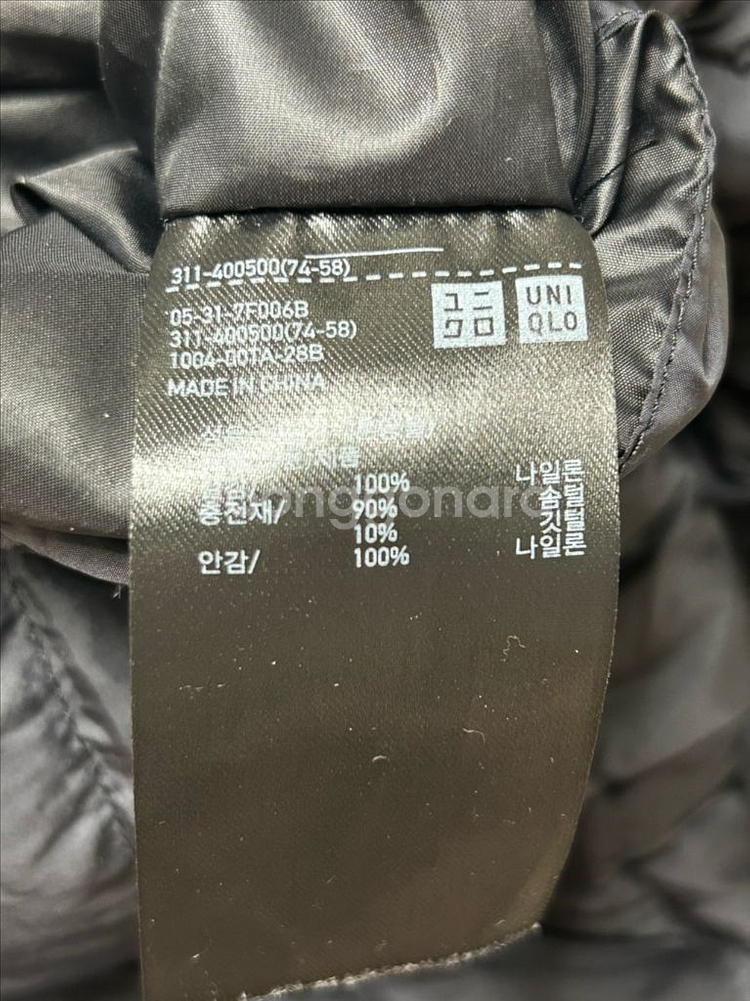 311-400500(74-58)
05-31-7F006B
311-400500(74-58)
1004-001A-28B
MADE IN CHINA
ユニ
クロ
UNI
QLO
100% 나일론
충전재/ 90% 솜털
10% 깃털
안감/ 100% 나일론